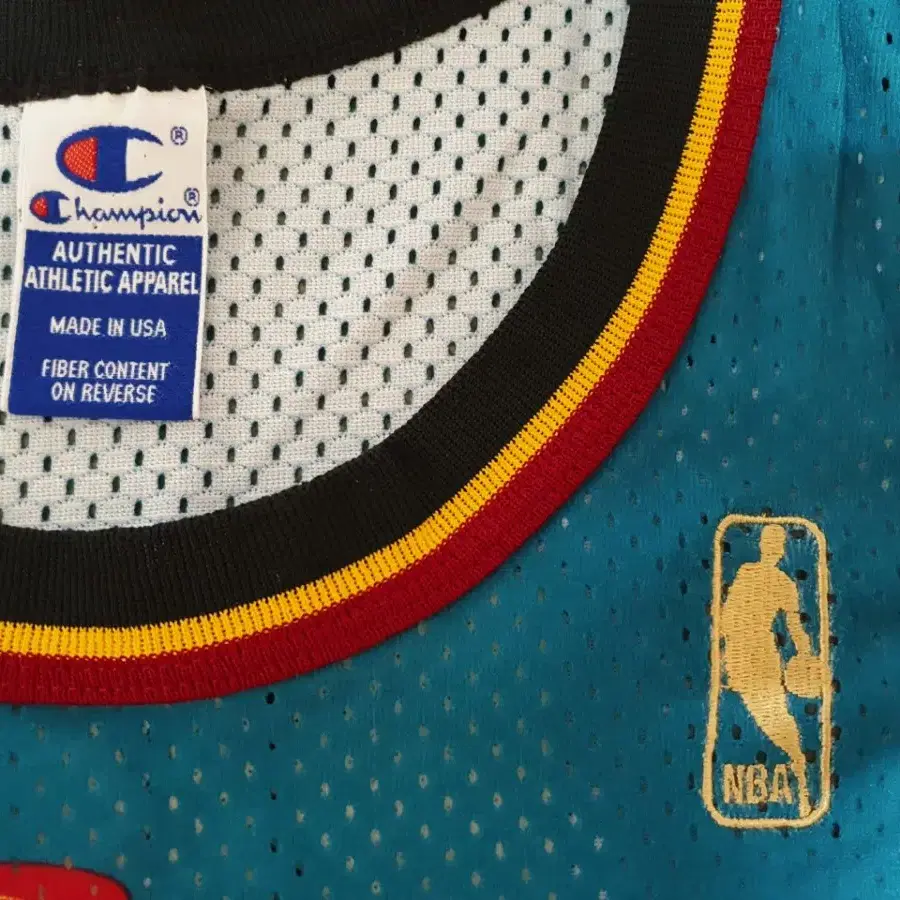 ®
Champion®
AUTHENTIC
ATHLETIC APPAREL
MADE IN USA
FIBER CONTENT
ON REVERSE
NBA